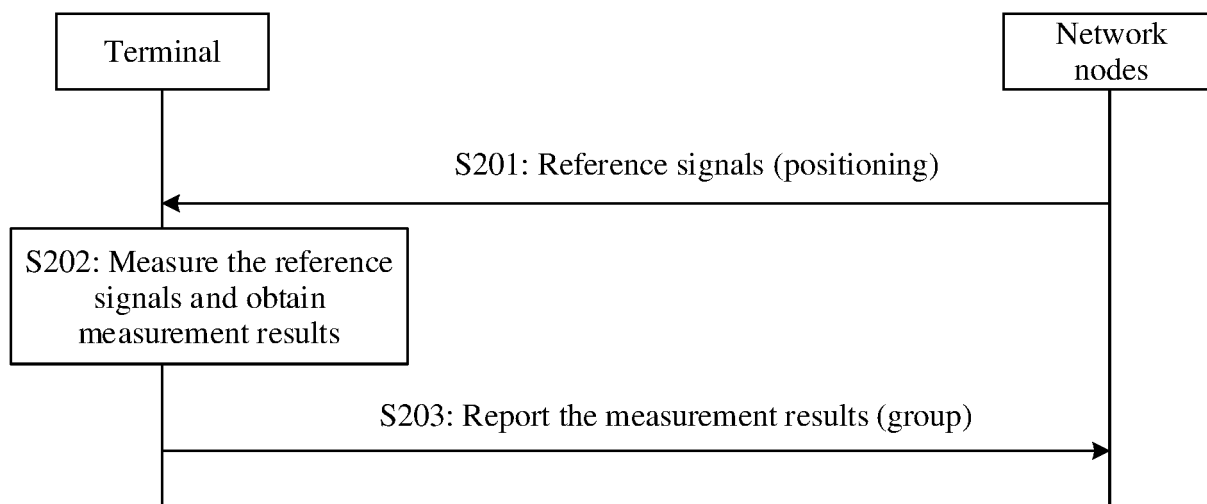 Terminal
Network
nodes
S201: Reference signals (positioning)
S202: Measure the reference
signals and obtain
measurement results
S203: Report the measurement results (group)